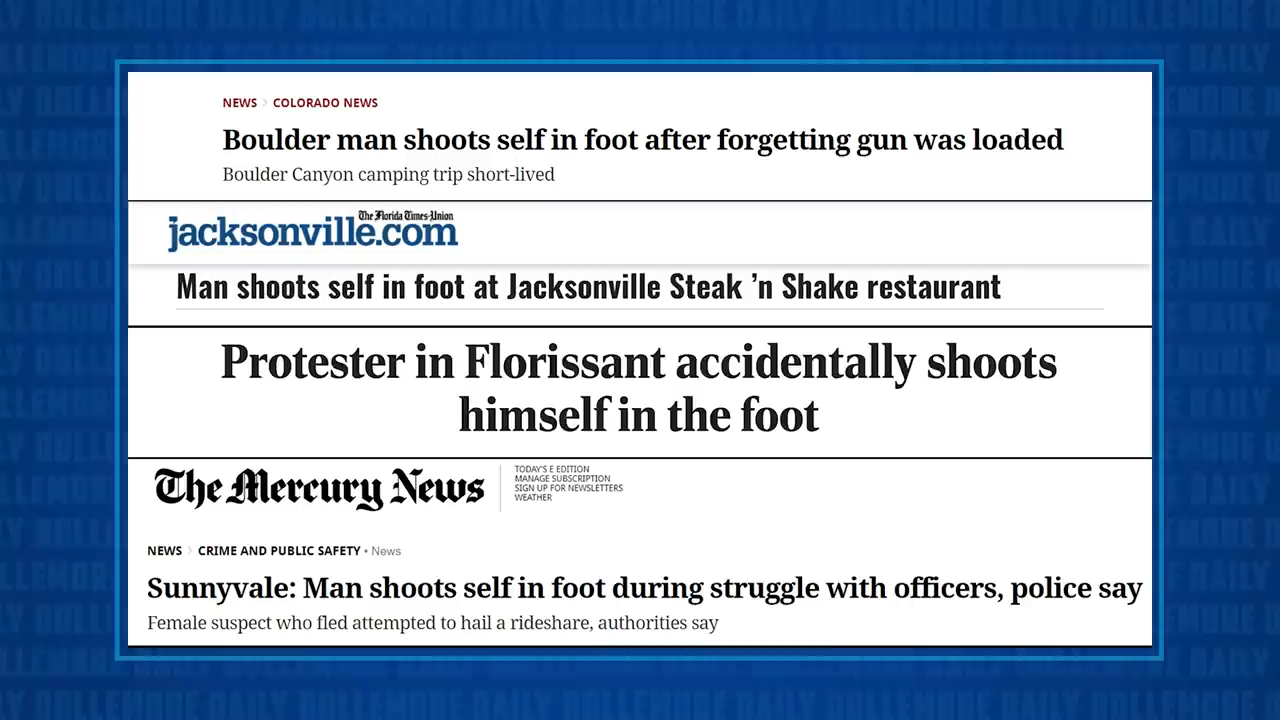 NEWS > COLORADO NEWS
Boulder man shoots self in foot after forgetting gun was loaded
Boulder Canyon camping trip short-lived
The Florida Times-Union
jacksonville.com
Man shoots self in foot at Jacksonville Steak ’n Shake restaurant
Protester in Florissant accidentally shoots
himself in the foot
The Mercury News
TODAY'S E EDITION
MANAGE SUBSCRIPTION
SIGN UP FOR NEWSLETTERS
WEATHER
NEWS > CRIME AND PUBLIC SAFETY • News
Sunnyvale: Man shoots self in foot during struggle with officers, police say
Female suspect who fled attempted to hail a rideshare, authorities say